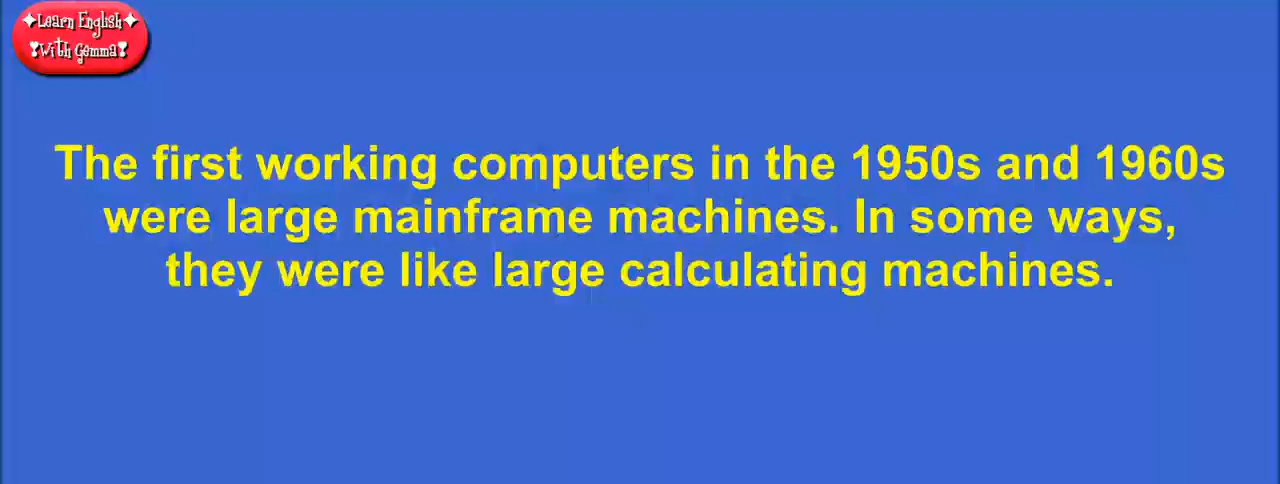 ✦Learn English✦
❣With Gemma❣
The first working computers in the 1950s and 1960s
were large mainframe machines. In some ways,
they were like large calculating machines.